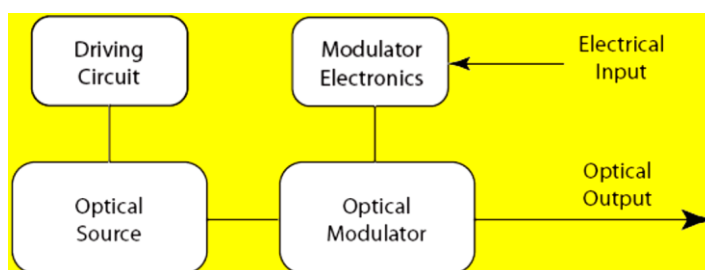 Driving
Circuit
Modulator
Electronics
Electrical
Input
Optical
Source
Optical
Modulator
Optical
Output